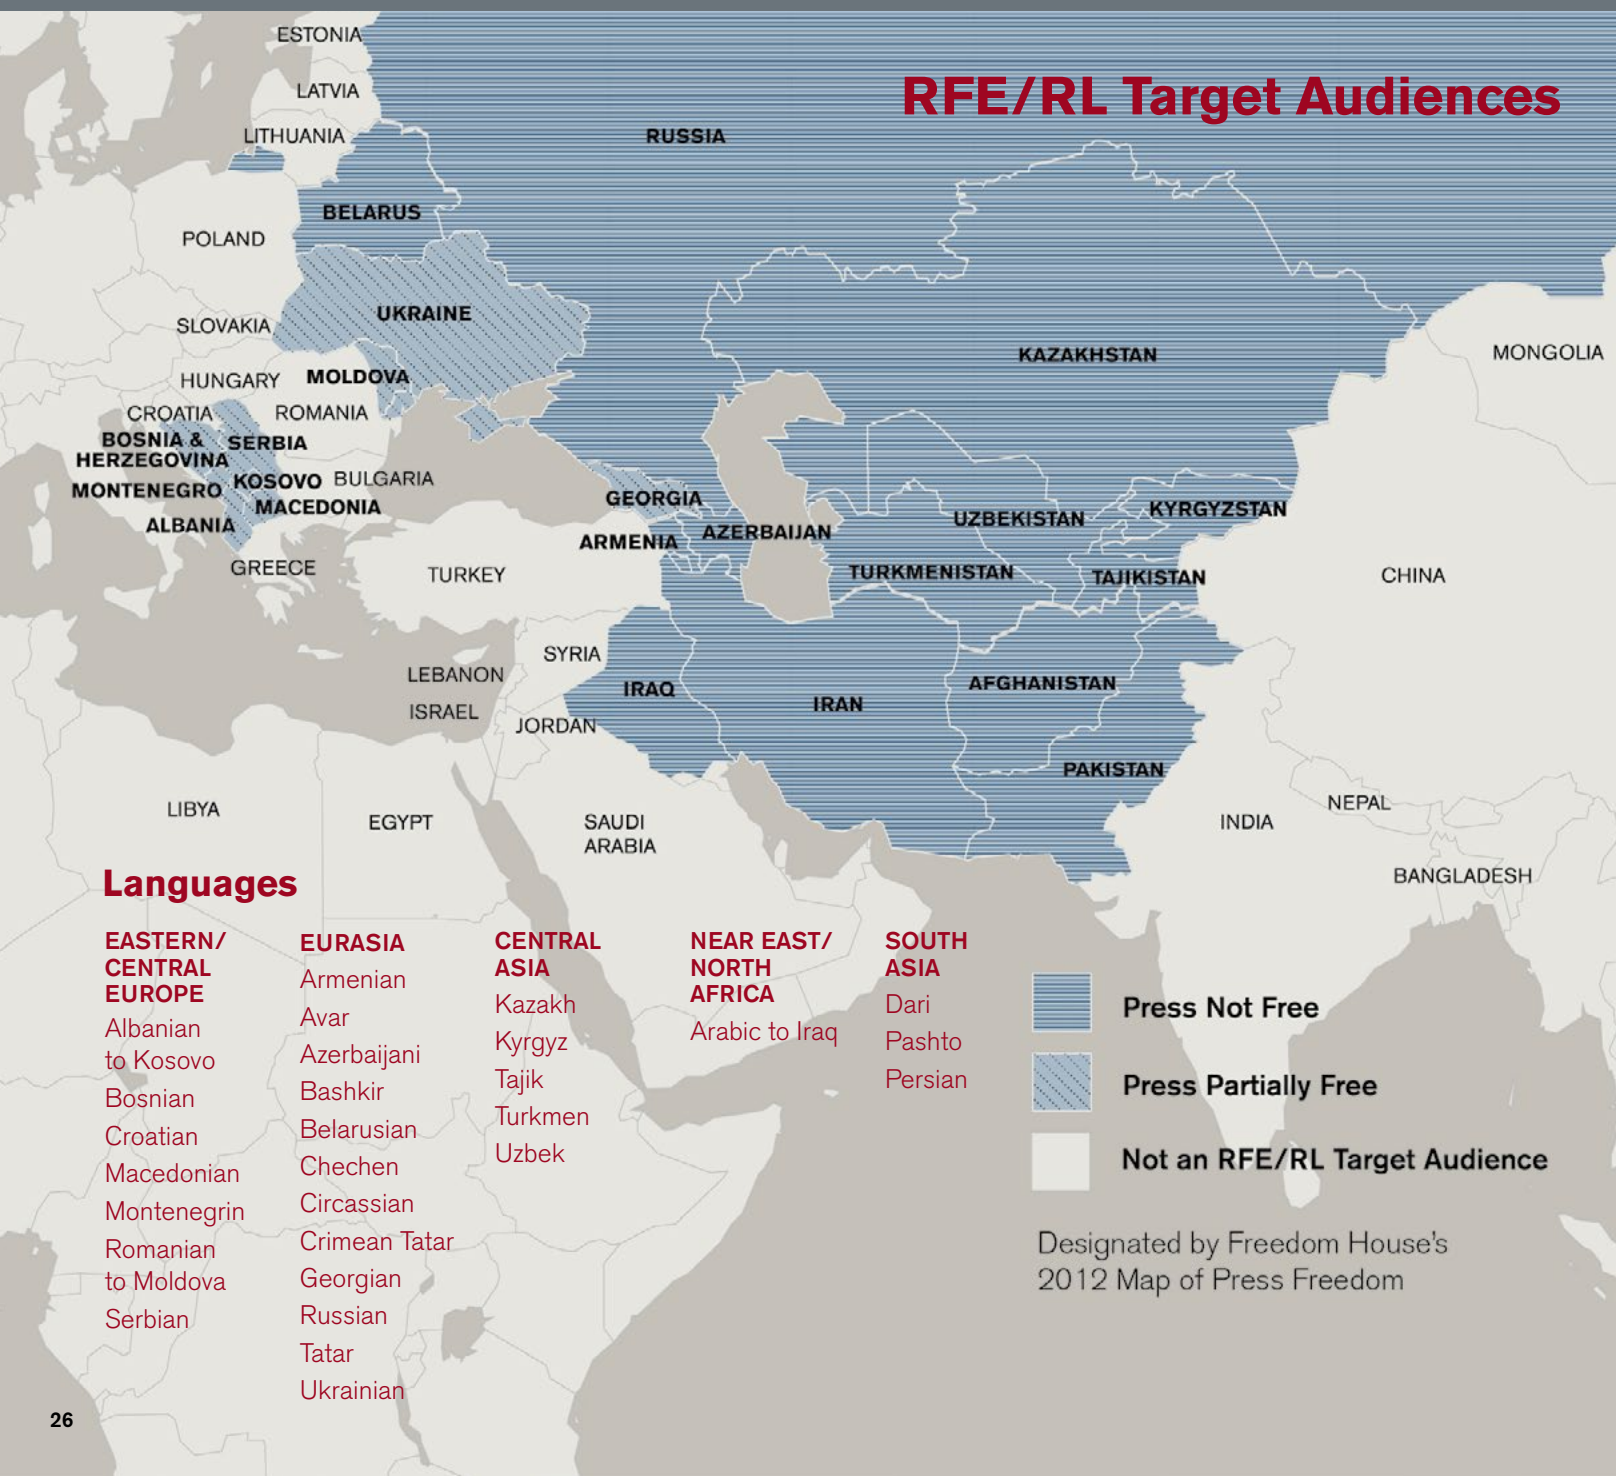 RFE/RL Target Audiences
ESTONIA
LATVIA
LITHUANIA
RUSSIA
BELARUS
POLAND
UKRAINE
SLOVAKIA
KAZAKHSTAN
MONGOLIA
HUNGARY
MOLDOVA
CROATIA
ROMANIA
BOSNIA &
HERZEGOVINA
SERBIA
KOSOVO
BULGARIA
MONTENEGRO
MACEDONIA
ALBANIA
GEORGIA
ARMENIA
AZERBAIJAN
UZBEKISTAN
KYRGYZSTAN
GREECE
TURKEY
TURKMENISTAN
TAJIKISTAN
CHINA
SYRIA
LEBANON
IRAQ
IRAN
AFGHANISTAN
ISRAEL
JORDAN
PAKISTAN
LIBYA
EGYPT
SAUDI
ARABIA
INDIA
NEPAL
BANGLADESH
Languages
EASTERN/
CENTRAL
EUROPE
Albanian
to Kosovo
Bosnian
Croatian
Macedonian
Montenegrin
Romanian
to Moldova
Serbian
EURASIA
Armenian
Avar
Azerbaijani
Bashkir
Belarusian
Chechen
Circassian
Crimean Tatar
Georgian
Russian
Tatar
Ukrainian
CENTRAL
ASIA
Kazakh
Kyrgyz
Tajik
Turkmen
Uzbek
NEAR EAST/
NORTH
AFRICA
Arabic to Iraq
SOUTH
ASIA
Dari
Pashto
Persian
Press Not Free
Press Partially Free
Not an RFE/RL Target Audience
Designated by Freedom House's
2012 Map of Press Freedom
26